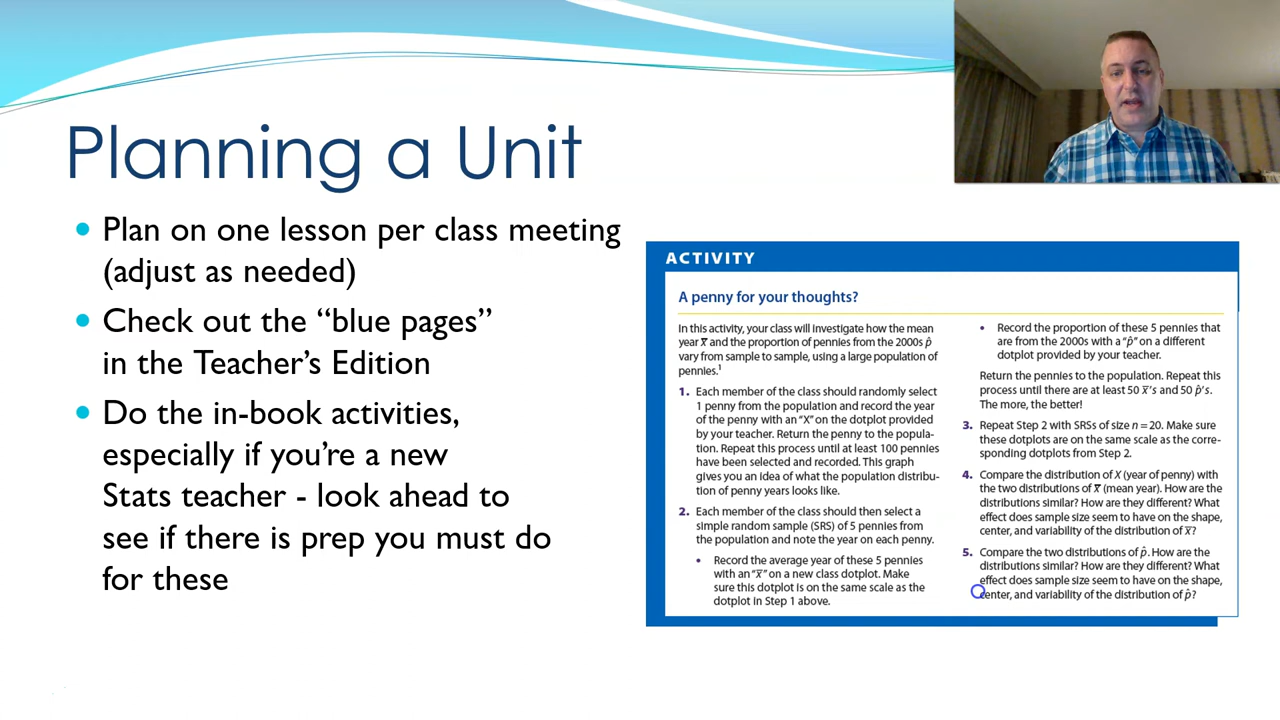 Planning a Unit
• Plan on one lesson per class meeting
(adjust as needed)
• Check out the “blue pages”
in the Teacher’s Edition
• Do the in-book activities,
especially if you’re a new
Stats teacher - look ahead to
see if there is prep you must do
for these
ACTIVITY
A penny for your thoughts?
In this activity, your class will investigate how the mean
year x̅ and the proportion of pennies from the 2000s p̂
vary from sample to sample, using a large population of
pennies.¹
1. Each member of the class should randomly select
1 penny from the population and record the year
of the penny with an “X” on the dotplot provided
by your teacher. Return the penny to the popula-
tion. Repeat this process until at least 100 pennies
have been selected and recorded. This graph
gives you an idea of what the population distribu-
tion of penny years looks like.
2. Each member of the class should then select a
simple random sample (SRS) of 5 pennies from
the population and note the year on each penny.
• Record the average year of these 5 pennies
with an “x̅” on a new class dotplot. Make
sure this dotplot is on the same scale as the
dotplot in Step 1 above.
• Record the proportion of these 5 pennies that
are from the 2000s with a “p̂” on a different
dotplot provided by your teacher.
Return the pennies to the population. Repeat this
process until there are at least 50 x̅’s and 50 p̂’s.
The more, the better!
3. Repeat Step 2 with SRSs of size n = 20. Make sure
these dotplots are on the same scale as the corre-
sponding dotplots from Step 2.
4. Compare the distribution of X (year of penny) with
the two distributions of x̅ (mean year). How are the
distributions similar? How are they different? What
effect does sample size seem to have on the shape,
center, and variability of the distribution of x̅?
5. Compare the two distributions of p̂. How are the
distributions similar? How are they different? What
effect does sample size seem to have on the shape,
center, and variability of the distribution of p̂?